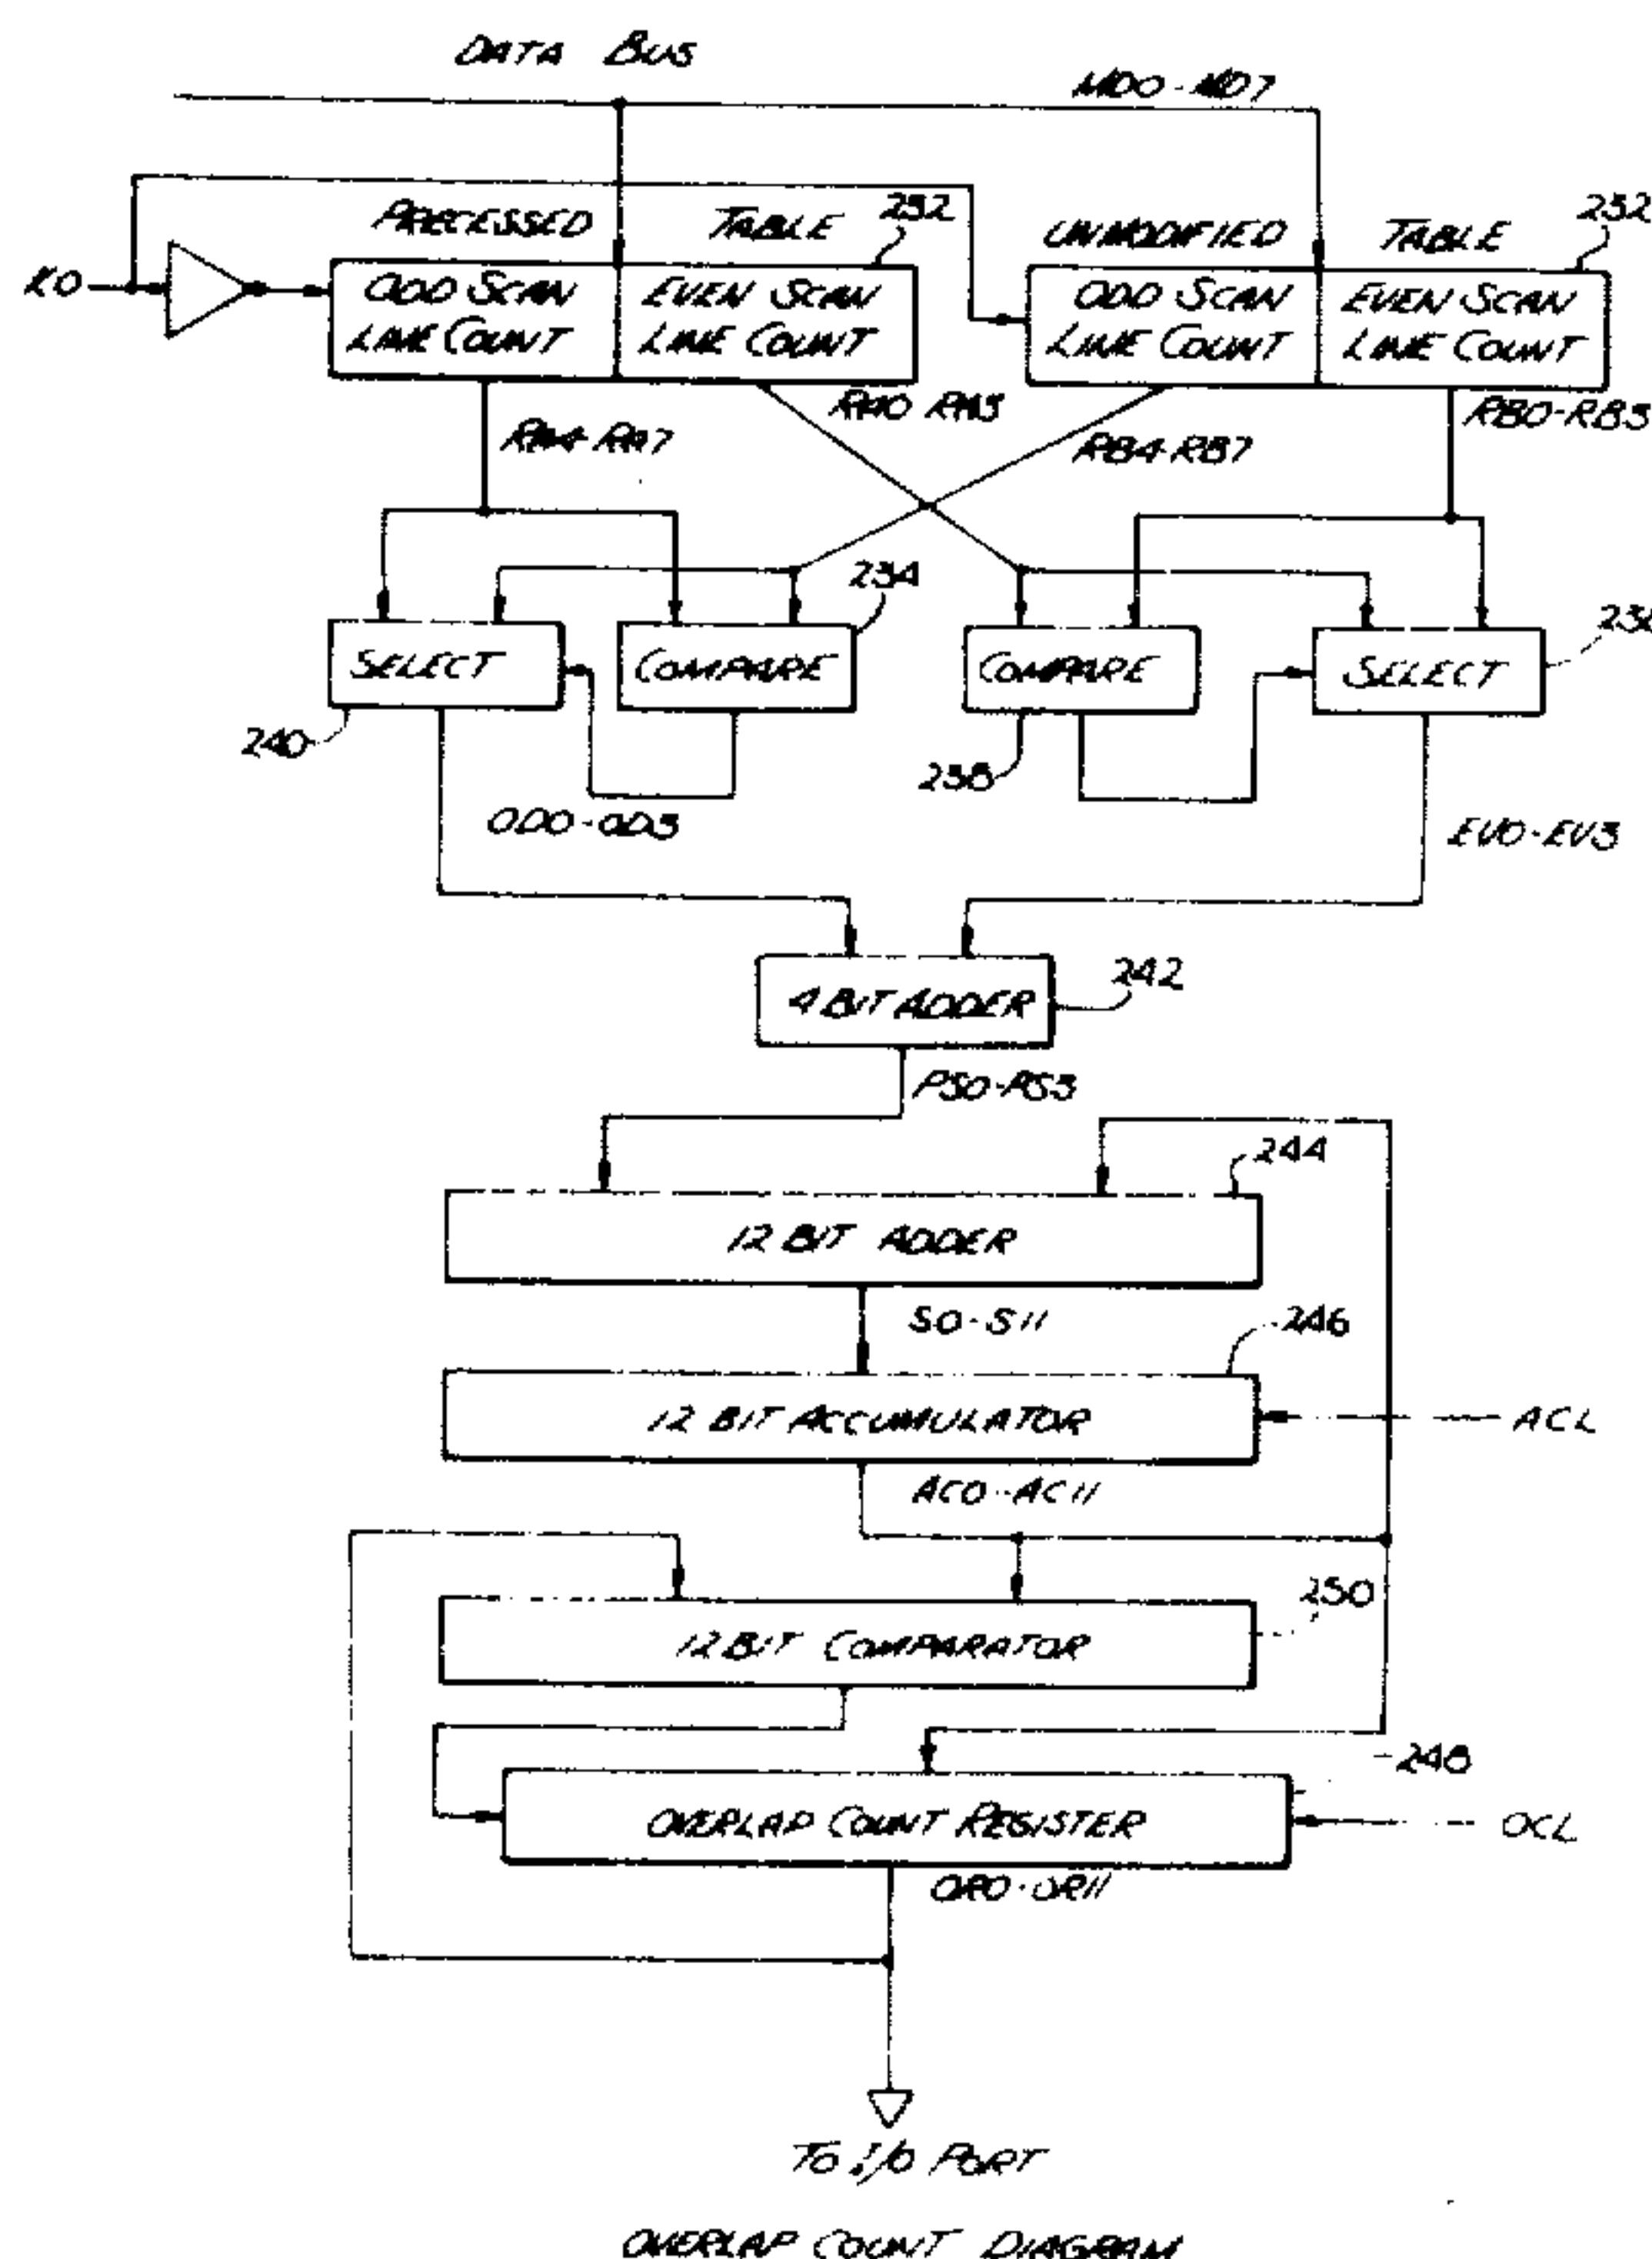 DATA BUS
MD0-MD7
PROCESSED TABLE 232
UNMODIFIED TABLE 232
X0
ODD SCAN
LINE COUNT
EVEN SCAN
LINE COUNT
ODD SCAN
LINE COUNT
EVEN SCAN
LINE COUNT
RA4-RA7
RA0 RA3
RB4-RB7
RB0-RB3
234
SELECT
COMPARE
COMPARE
SELECT
240
238
OD0-OD3
EV0-EV3
4 BIT ADDER
242
PS0-PS3
244
12 BIT ADDER
S0-S11
246
12 BIT ACCUMULATOR
ACL
AC0-AC11
250
12 BIT COMPARATOR
248
OVERLAP COUNT REGISTER
OCL
OR0-OR11
TO I/O PORT
OVERLAP COUNT DIAGRAM